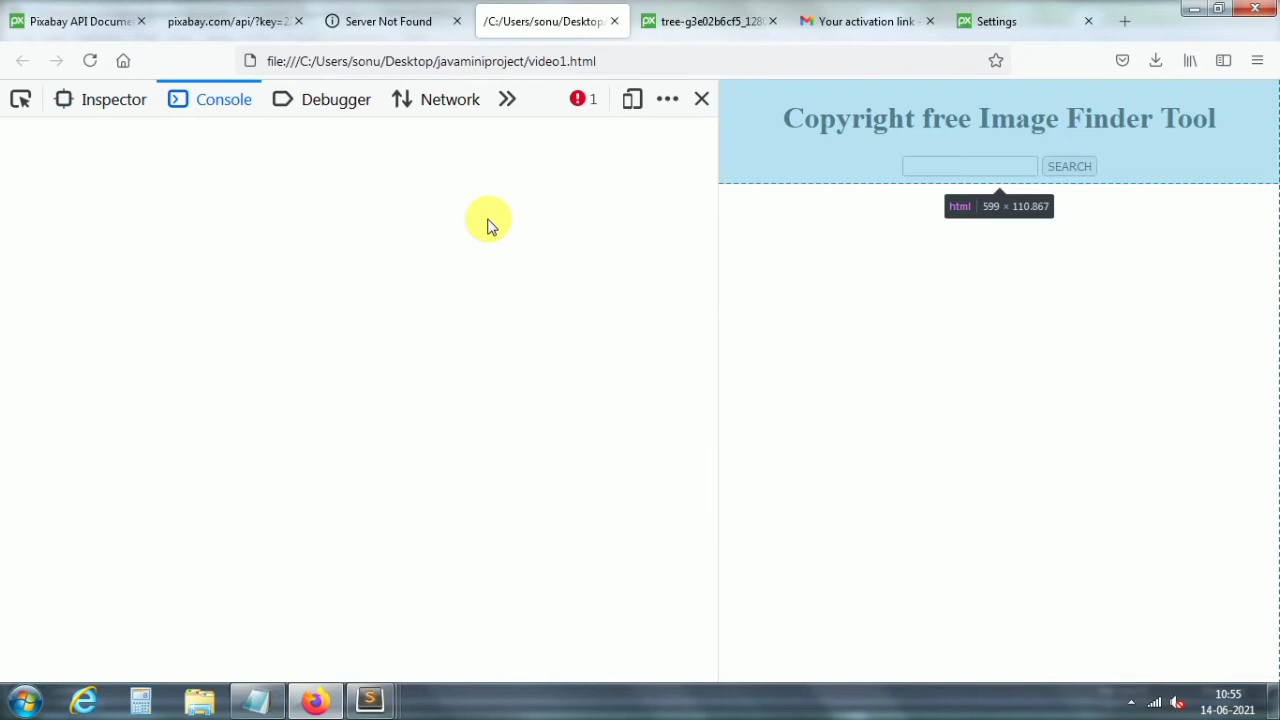 Pixabay API Docume
pixabay.com/api/?key=2
Server Not Found
/C:/Users/sonu/Desktop/
tree-g3e02b6cf5_1280
Your activation link -
Settings
file:///C:/Users/sonu/Desktop/javaminiproject/video1.html
Inspector
Console
Debugger
Network
1
Copyright free Image Finder Tool
SEARCH
html 599 × 110.867
10:55
14-06-2021